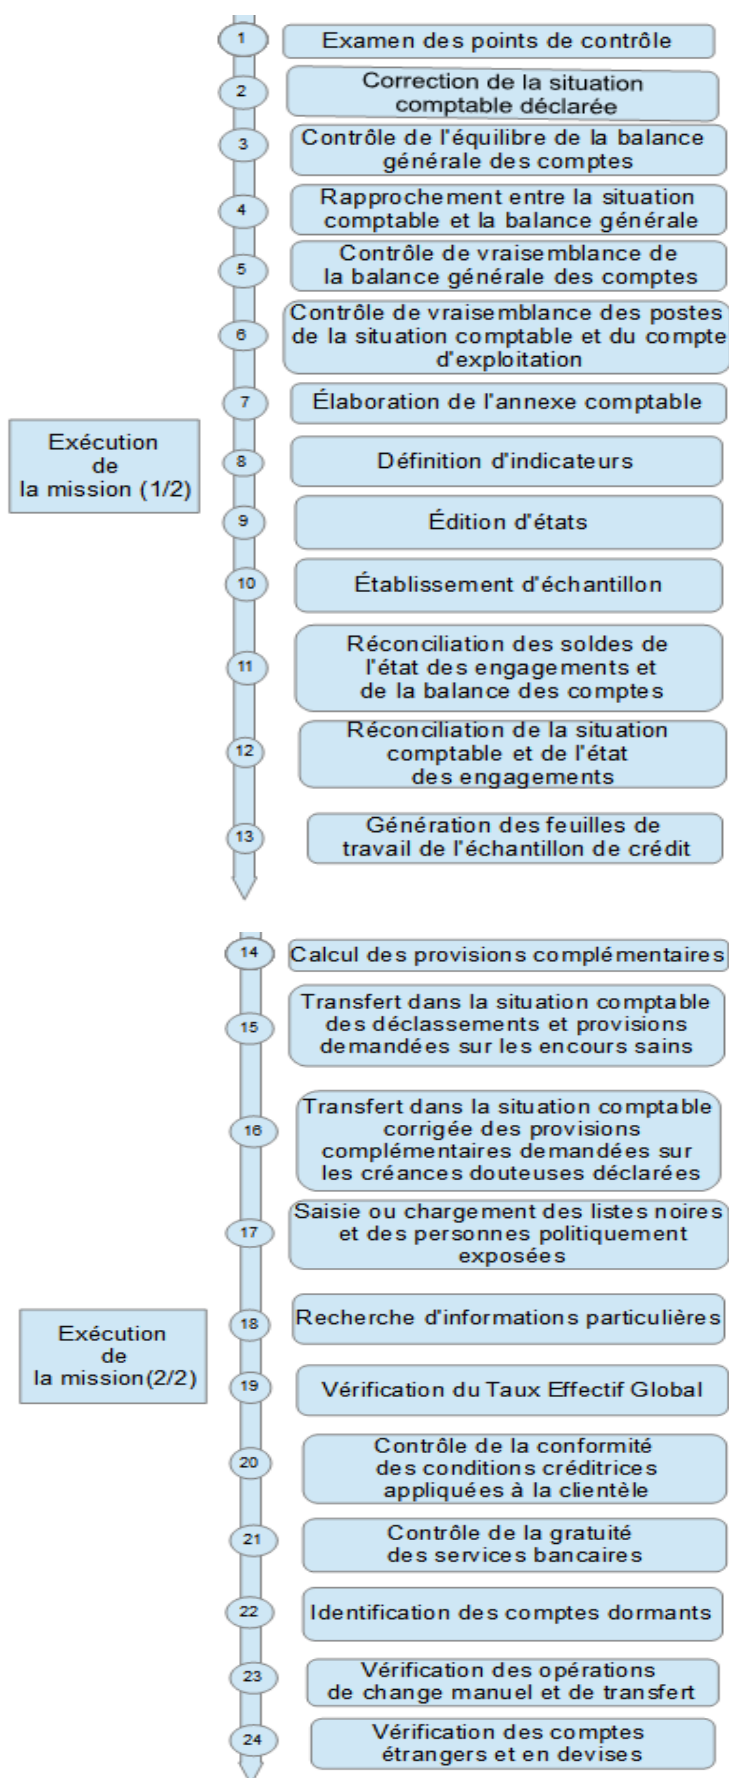 1
Examen des points de contrôle
2
Correction de la situation
comptable déclarée
3
Contrôle de l'équilibre de la balance
générale des comptes
4
Rapprochement entre la situation
comptable et la balance générale
5
Contrôle de vraisemblance de
la balance générale des comptes
6
Contrôle de vraisemblance des postes
de la situation comptable et du compte
d'exploitation
7
Élaboration de l'annexe comptable
Exécution
de
la mission (1/2)
8
Définition d'indicateurs
9
Édition d'états
10
Établissement d'échantillon
11
Réconciliation des soldes de
l'état des engagements et
de la balance des comptes
12
Réconciliation de la situation
comptable et de l'état
des engagements
13
Génération des feuilles de
travail de l'échantillon de crédit
14
Calcul des provisions complémentaires
15
Transfert dans la situation comptable
des déclassements et provisions
demandées sur les encours sains
16
Transfert dans la situation comptable
corrigée des provisions
complémentaires demandées sur
les créances douteuses déclarées
17
Saisie ou chargement des listes noires
et des personnes politiquement
exposées
Exécution
de
la mission(2/2)
18
Recherche d'informations particulières
19
Vérification du Taux Effectif Global
20
Contrôle de la conformité
des conditions créditrices
appliquées à la clientèle
21
Contrôle de la gratuité
des services bancaires
22
Identification des comptes dormants
23
Vérification des opérations
de change manuel et de transfert
24
Vérification des comptes
étrangers et en devises